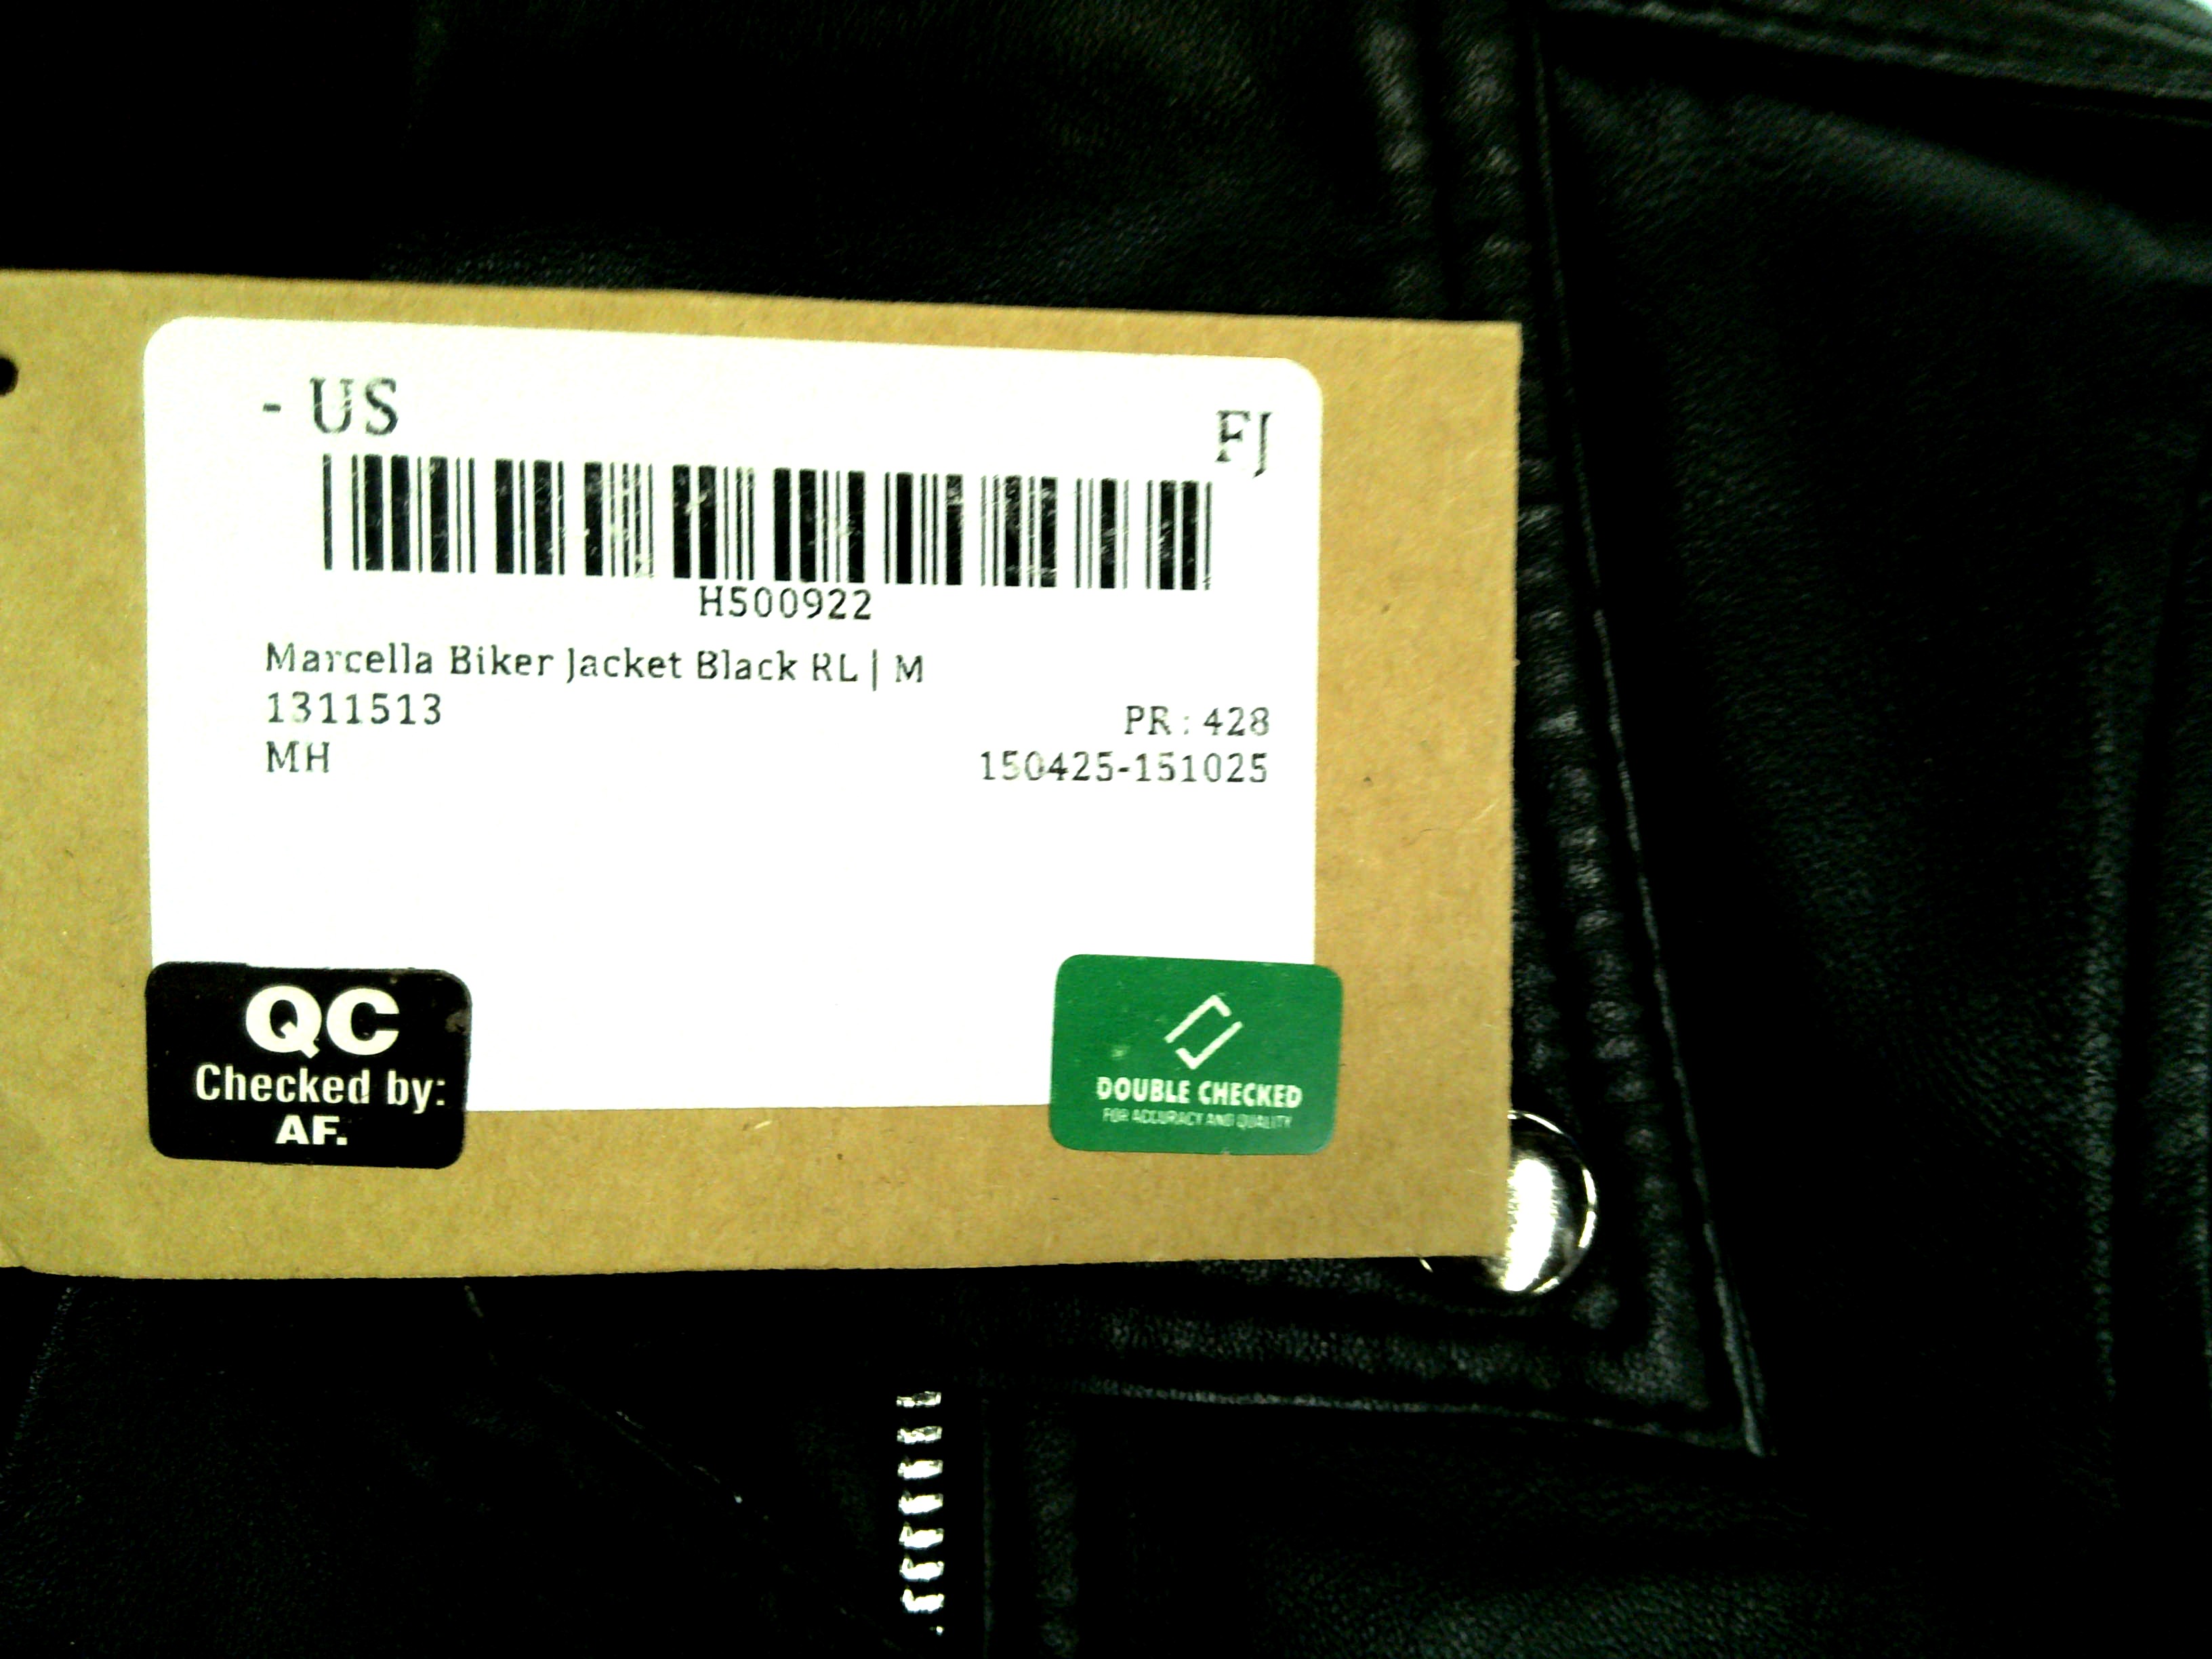 - US
FJ
H500922
Marcella Biker Jacket Black RL | M
1311513
PR : 428
MH
150425-151025
QC
Checked by:
AF.
DOUBLE CHECKED
FOR ACCURACY AND QUALITY